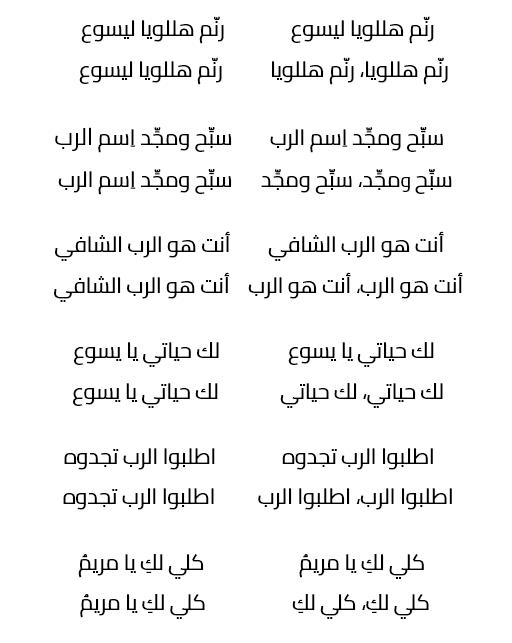 رنّم هللويا ليسوع    رنّم هللويا ليسوع
رنّم هللويا، رنّم هللويا    رنّم هللويا ليسوع
سبِّح ومجِّد اِسم الرب    سبِّح ومجِّد اِسم الرب
سبِّح ومجِّد، سبِّح ومجِّد    سبِّح ومجِّد اِسم الرب
أنت هو الرب الشافي    أنت هو الرب الشافي
أنت هو الرب، أنت هو الرب    أنت هو الرب الشافي
لك حياتي يا يسوع    لك حياتي يا يسوع
لك حياتي، لك حياتي    لك حياتي يا يسوع
اطلبوا الرب تجدوه    اطلبوا الرب تجدوه
اطلبوا الرب، اطلبوا الرب    اطلبوا الرب تجدوه
كلي لكِ يا مريمُ    كلي لكِ يا مريمُ
كلي لكِ، كلي لكِ    كلي لكِ يا مريمُ